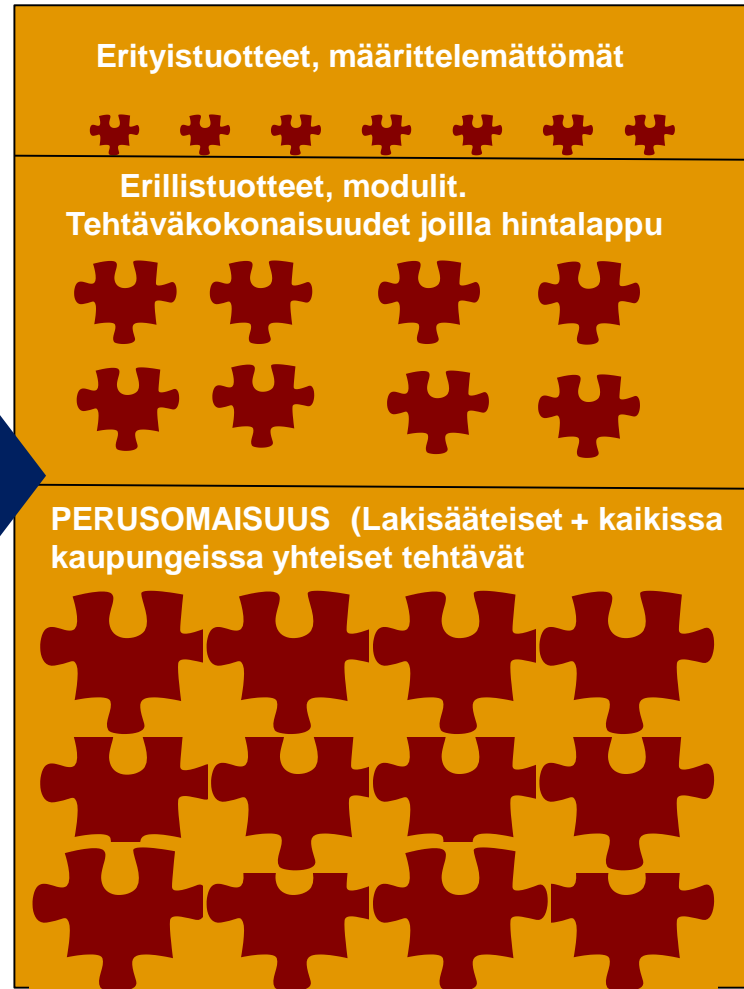 Erityistuotteet, määrittelemättömät
Erillistuotteet, modulit.
Tehtäväkokonaisuudet joilla hintalappu
PERUSOMAISUUS (Lakisääteiset + kaikissa
kaupungeissa yhteiset tehtävät